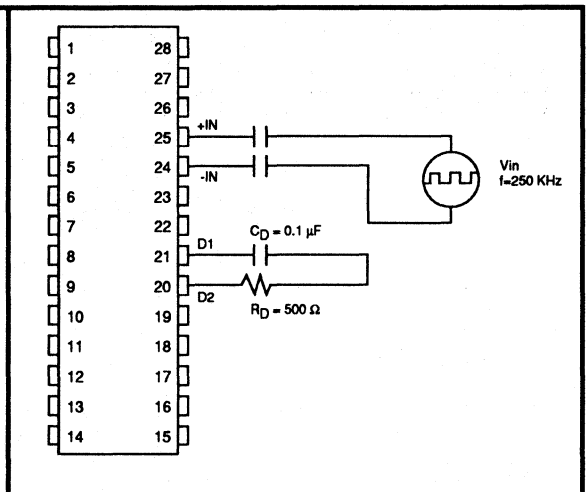 1 28
2 27
3 26
4 25 +IN
5 24 -IN
Vin
f=250 KHz
6 23
7 22
8 21 D1 CD = 0.1 µF
9 20 D2 RD = 500 Ω
10 19
11 18
12 17
13 16
14 15